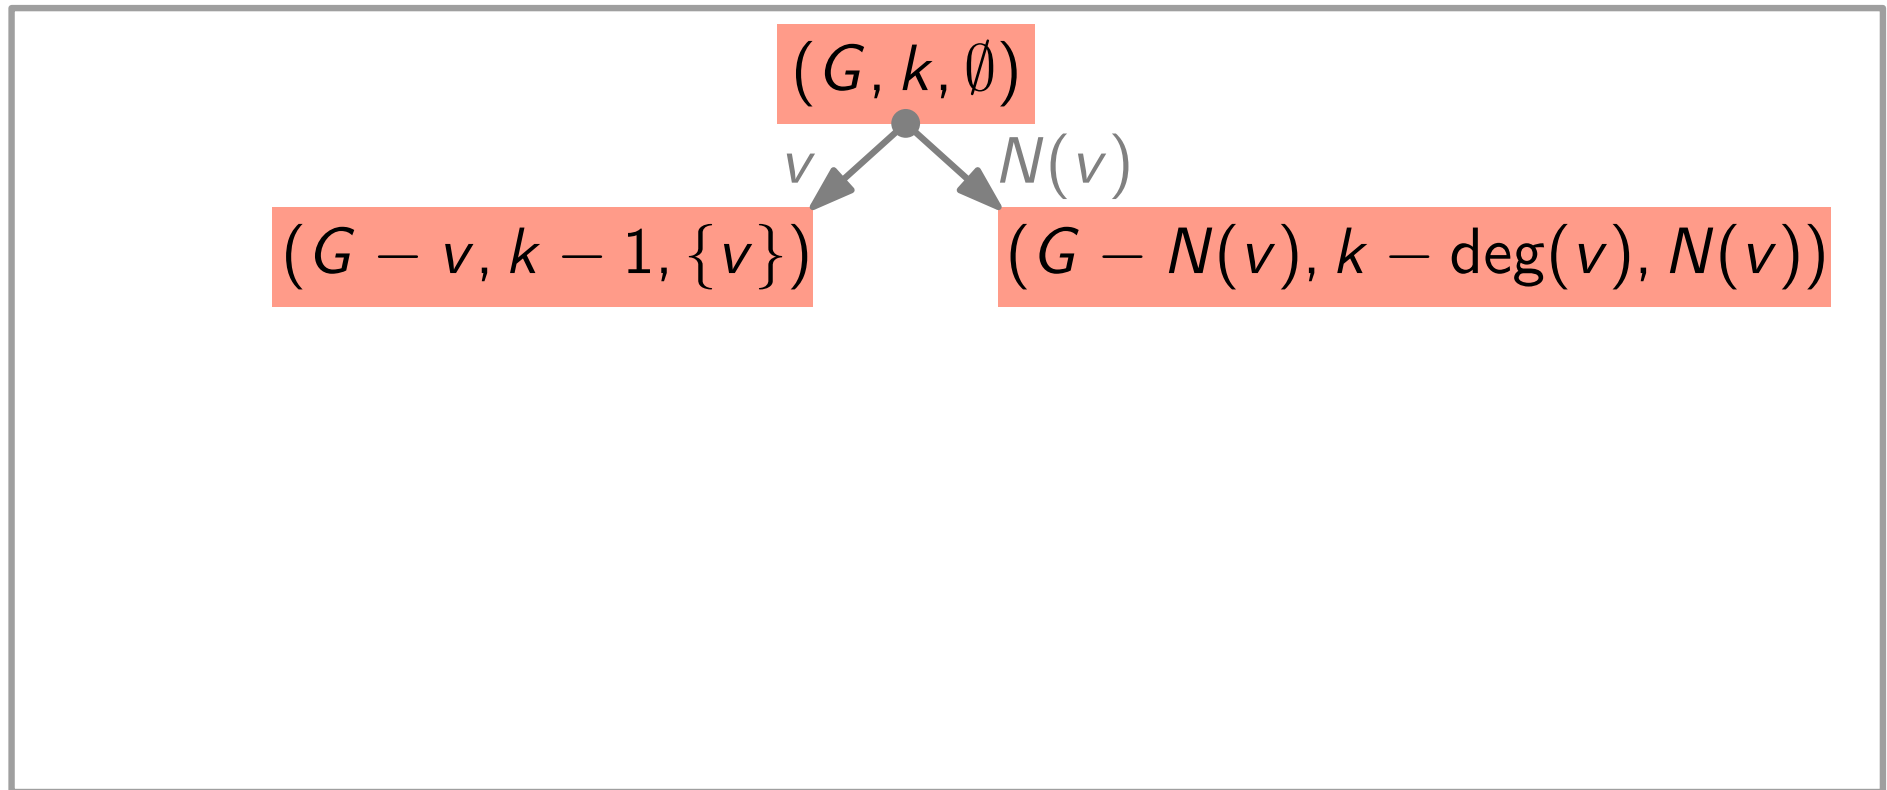 (G, k, ∅)
v N(v)
(G − v, k − 1, {v}) (G − N(v), k − deg(v), N(v))